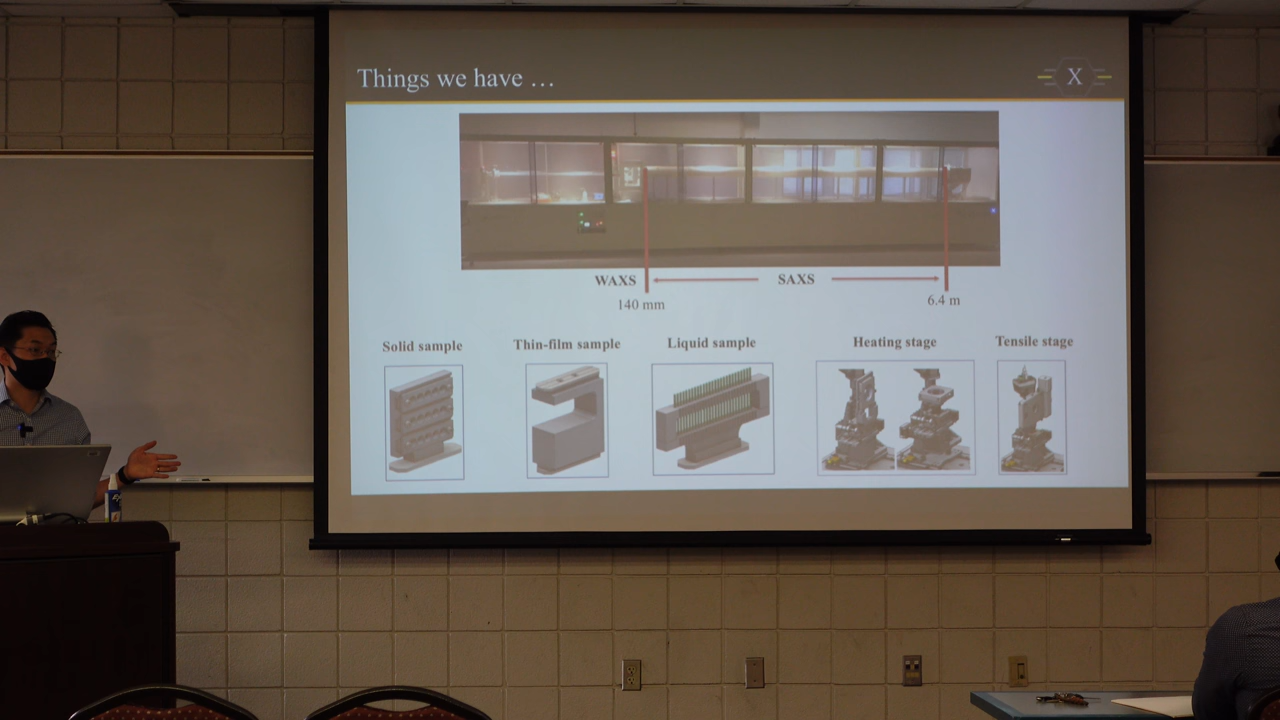 Things we have …
X
WAXS
SAXS
140 mm
6.4 m
Solid sample
Thin-film sample
Liquid sample
Heating stage
Tensile stage